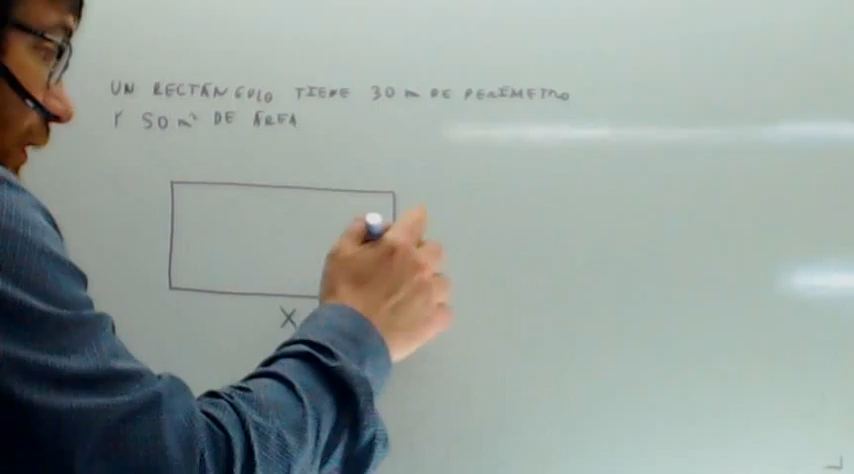 UN RECTÁNGULO TIENE 30 m DE PERÍMETRO
Y 50 m² DE ÁREA
X